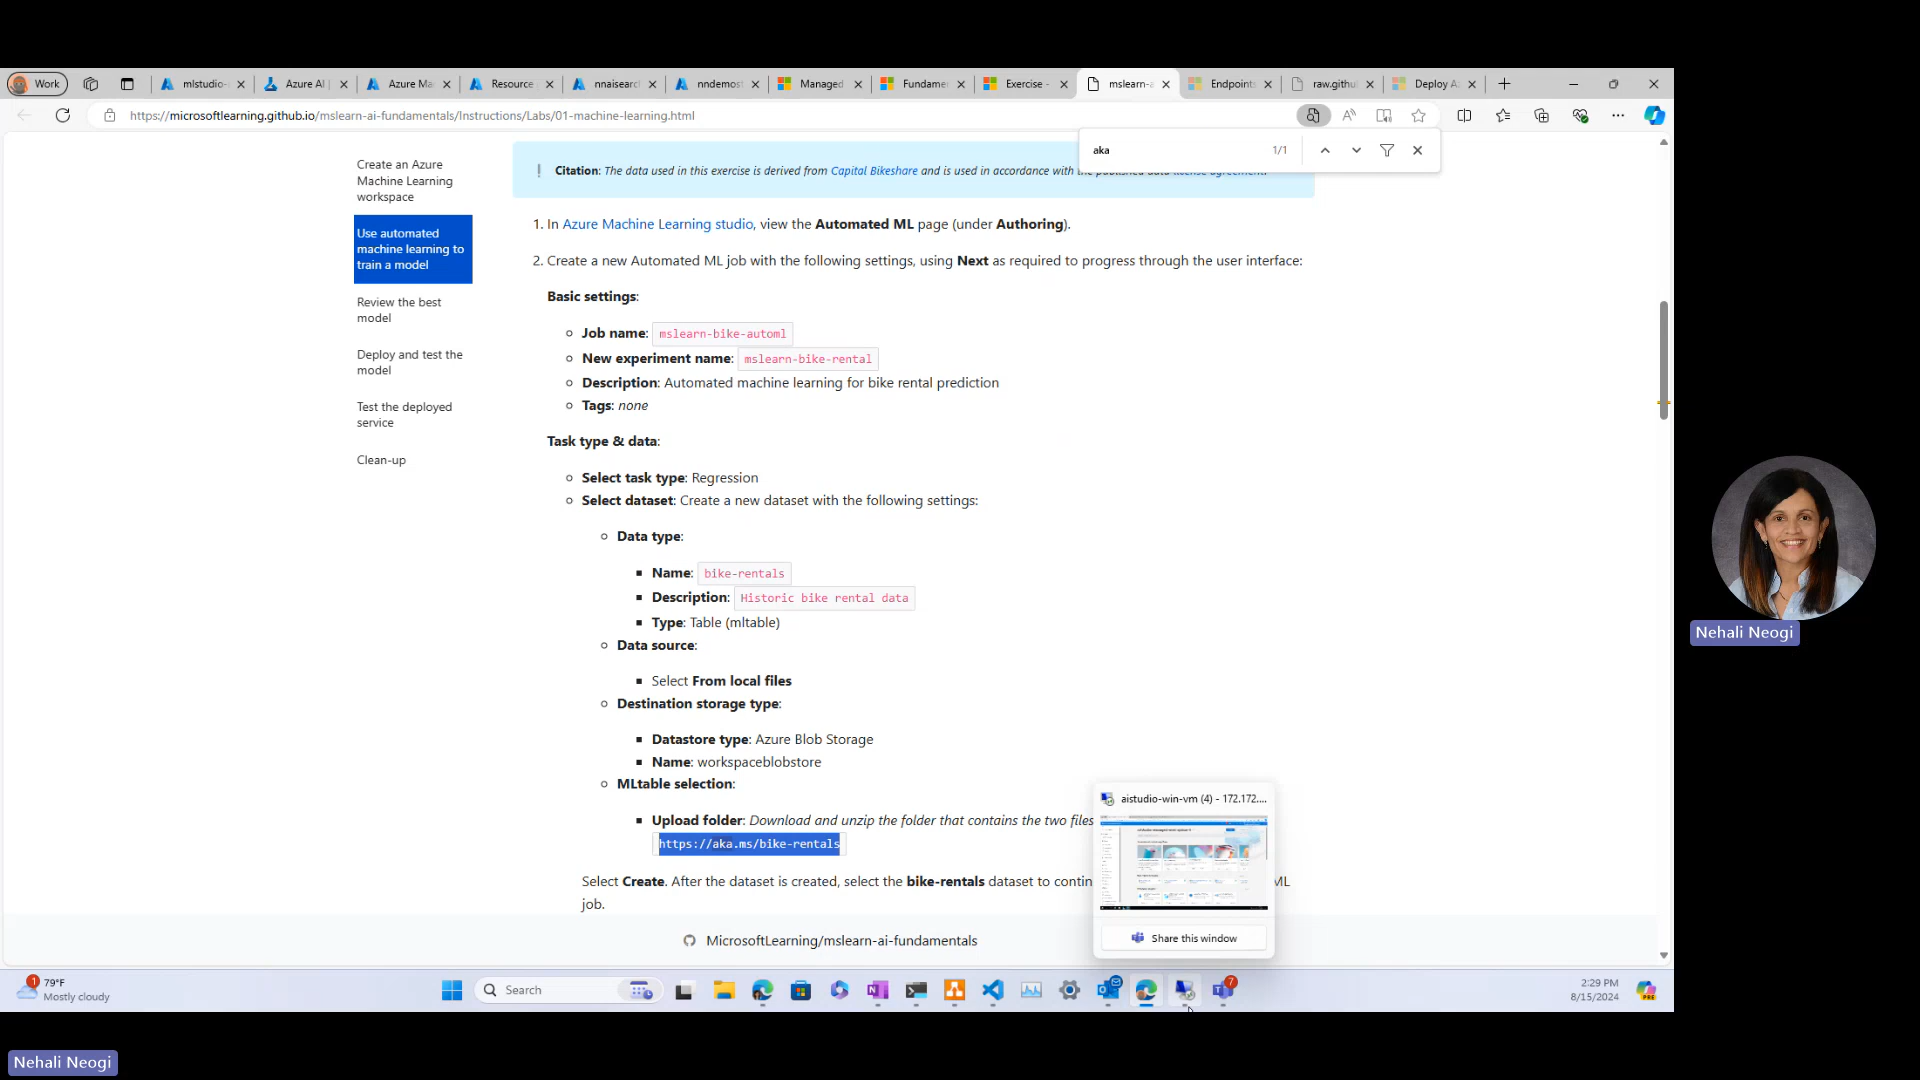 Work
mlstudio-
Azure AI |
Azure Ma
Resource
nnaisearch
nndemost
Managed
Fundamen
Exercise -
mslearn-a
Endpoints
raw.githu
Deploy A
https://microsoftlearning.github.io/mslearn-ai-fundamentals/Instructions/Labs/01-machine-learning.html
aka
1/1
Create an Azure
Machine Learning
workspace
Use automated
machine learning to
train a model
Review the best
model
Deploy and test the
model
Test the deployed
service
Clean-up
Citation: The data used in this exercise is derived from Capital Bikeshare and is used in accordance with
1. In Azure Machine Learning studio, view the Automated ML page (under Authoring).
2. Create a new Automated ML job with the following settings, using Next as required to progress through the user interface:
Basic settings:
Job name: mslearn-bike-automl
New experiment name: mslearn-bike-rental
Description: Automated machine learning for bike rental prediction
Tags: none
Task type & data:
Select task type: Regression
Select dataset: Create a new dataset with the following settings:
Data type:
Name: bike-rentals
Description: Historic bike rental data
Type: Table (mltable)
Data source:
Select From local files
Destination storage type:
Datastore type: Azure Blob Storage
Name: workspaceblobstore
MLtable selection:
Upload folder: Download and unzip the folder that contains the two files
https://aka.ms/bike-rentals
Select Create. After the dataset is created, select the bike-rentals dataset to contin ML
job.
aistudio-win-vm (4) - 172.172....
Share this window
MicrosoftLearning/mslearn-ai-fundamentals
1
79°F
Mostly cloudy
Search
7
PRE
2:29 PM
8/15/2024
Nehali Neogi
Nehali Neogi